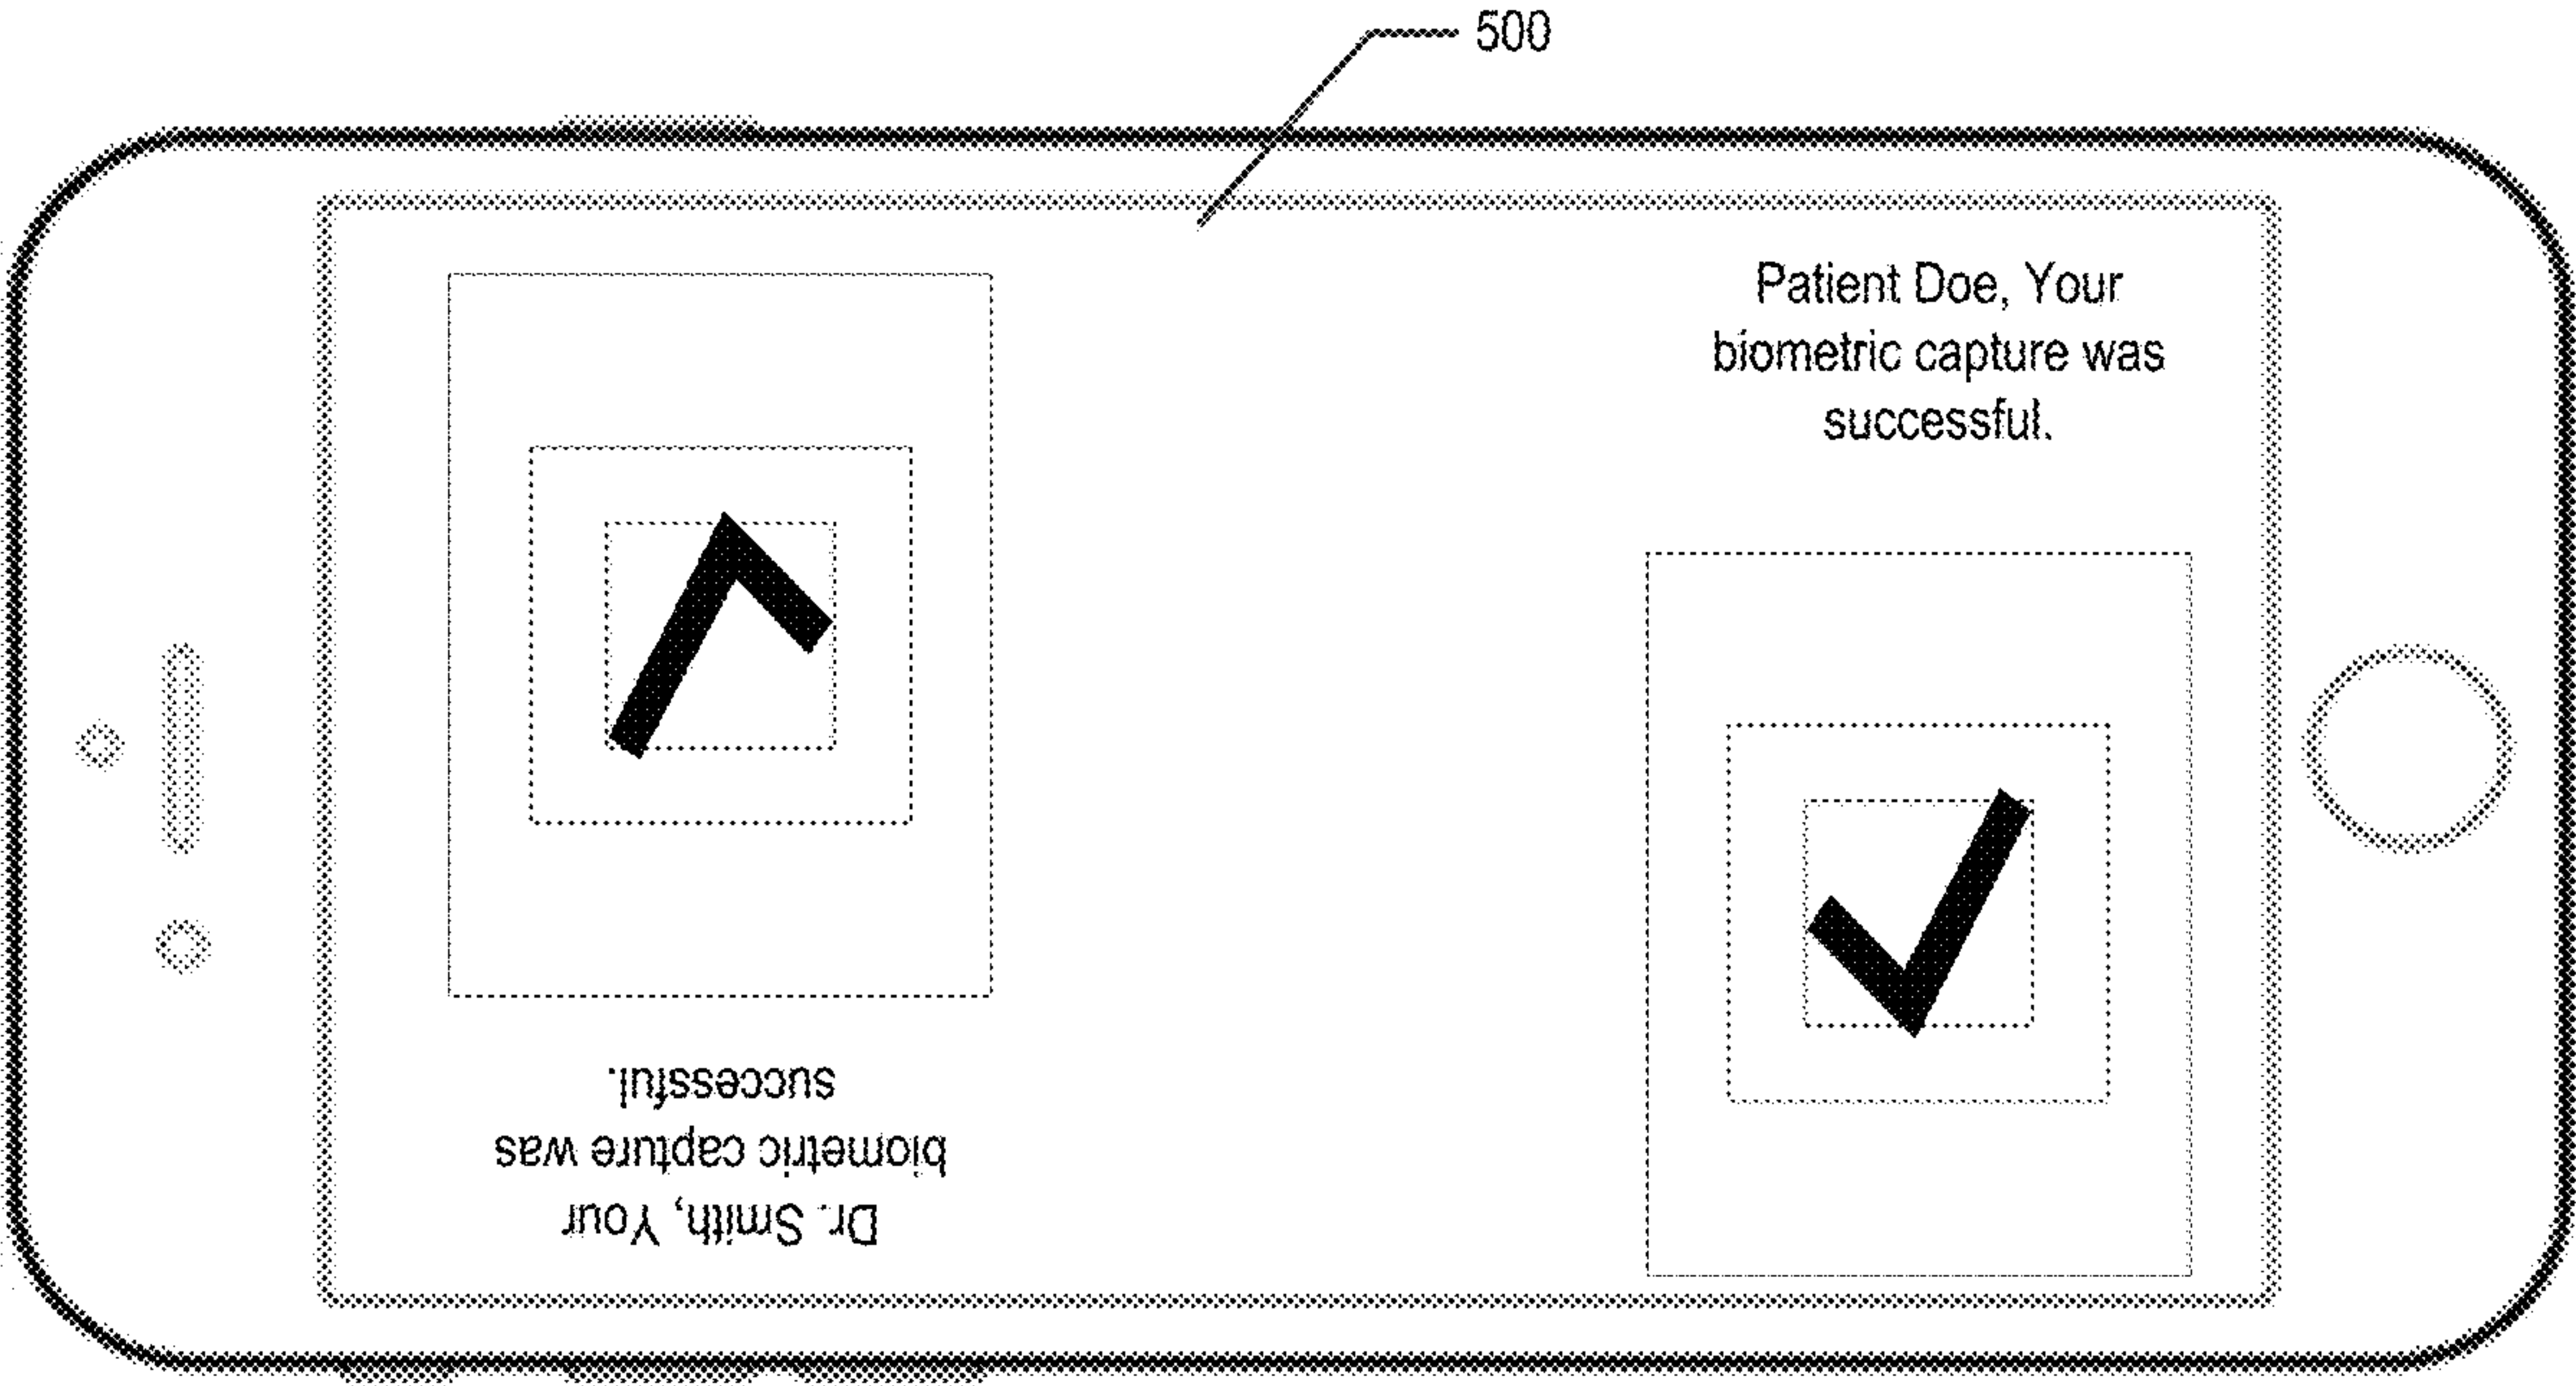 500
Patient Doe, Your
biometric capture was
successful.
Dr. Smith, Your
biometric capture was
successful.